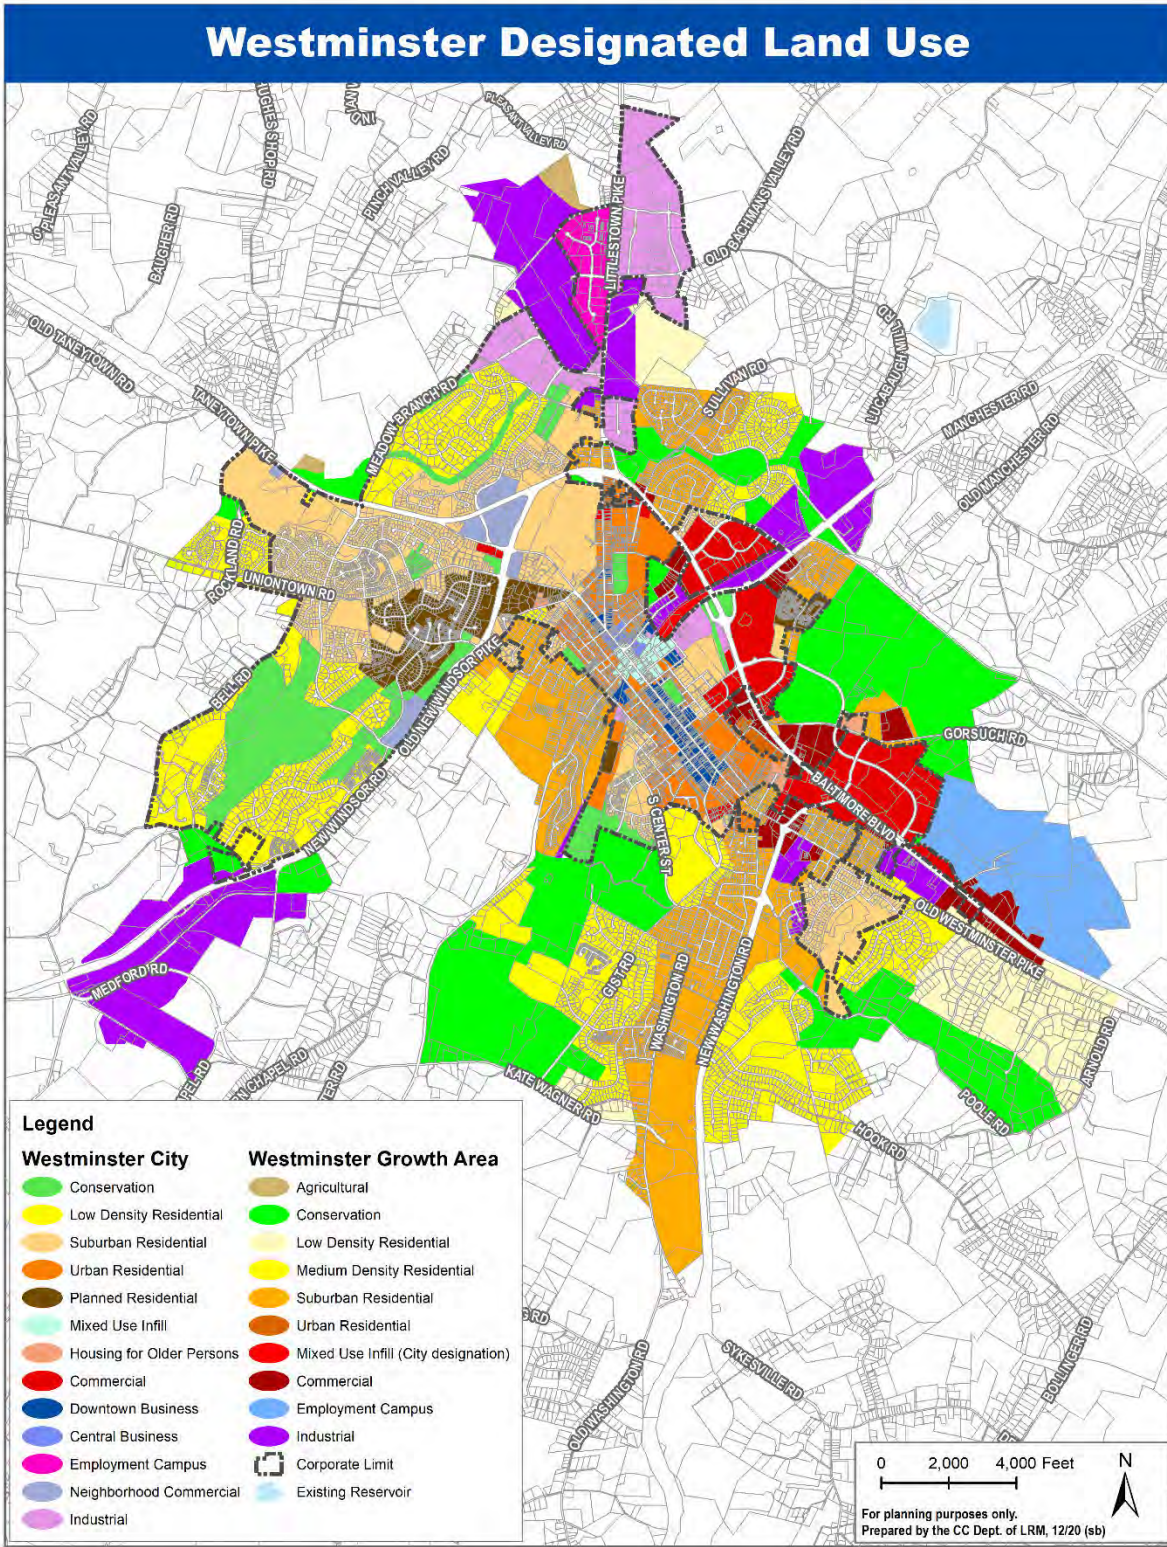 Westminster Designated Land Use
PLEASANT VALLEY RD
S PLEASANT VALLEY RD
HUGHES SHOP RD
PINCH VALLEY RD
BAUGHER RD
LITTLESTOWN PIKE
OLD BACHMANS VALLEY RD
OLD TANEYTOWN RD
TANEYTOWN PIKE
MEADOW BRANCH RD
SULLIVAN RD
LUCABAUGH MILL RD
MANCHESTER RD
OLD MANCHESTER RD
ROCKLAND RD
UNIONTOWN RD
BELL RD
OLD NEW WINDSOR PIKE
NEW WINDSOR RD
GORSUCH RD
BALTIMORE BLVD
S CENTER ST
OLD WESTMINSTER PIKE
MEDFORD RD
GIST RD
WASHINGTON RD
NEW WASHINGTON RD
ARNOLD RD
POOLE RD
KATE WAGNER RD
HOOK RD
SYKESVILLE RD
OLD WASHINGTON RD
BOLLINGER RD
Legend
Westminster City
Conservation
Low Density Residential
Suburban Residential
Urban Residential
Planned Residential
Mixed Use Infill
Housing for Older Persons
Commercial
Downtown Business
Central Business
Employment Campus
Neighborhood Commercial
Industrial
Westminster Growth Area
Agricultural
Conservation
Low Density Residential
Medium Density Residential
Suburban Residential
Urban Residential
Mixed Use Infill (City designation)
Commercial
Employment Campus
Industrial
Corporate Limit
Existing Reservoir
0 2,000 4,000 Feet
N
For planning purposes only.
Prepared by the CC Dept. of LRM, 12/20 (sb)